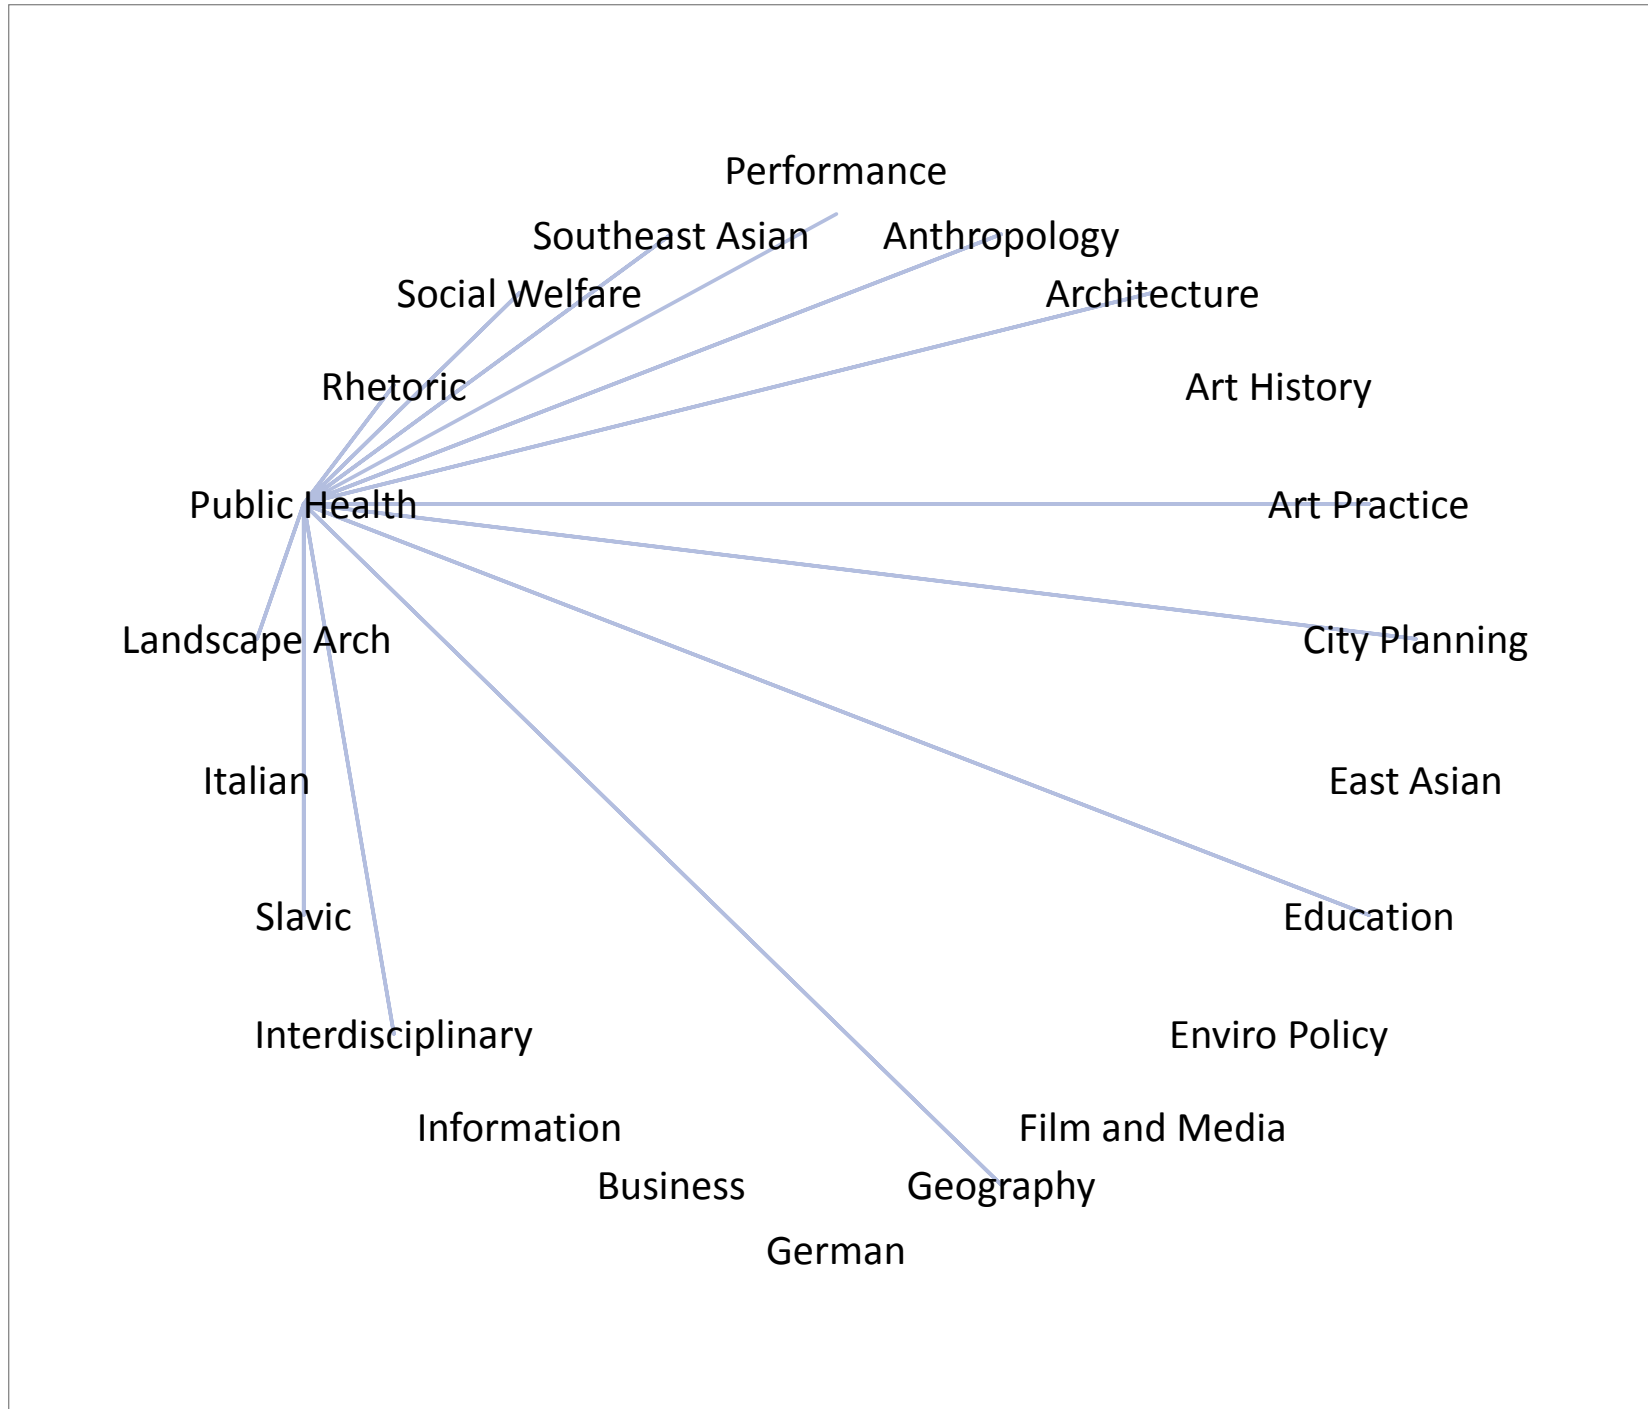 Performance
Southeast Asian
Anthropology
Social Welfare
Architecture
Rhetoric
Art History
Public Health
Art Practice
Landscape Arch
City Planning
Italian
East Asian
Slavic
Education
Interdisciplinary
Enviro Policy
Information
Film and Media
Business
Geography
German